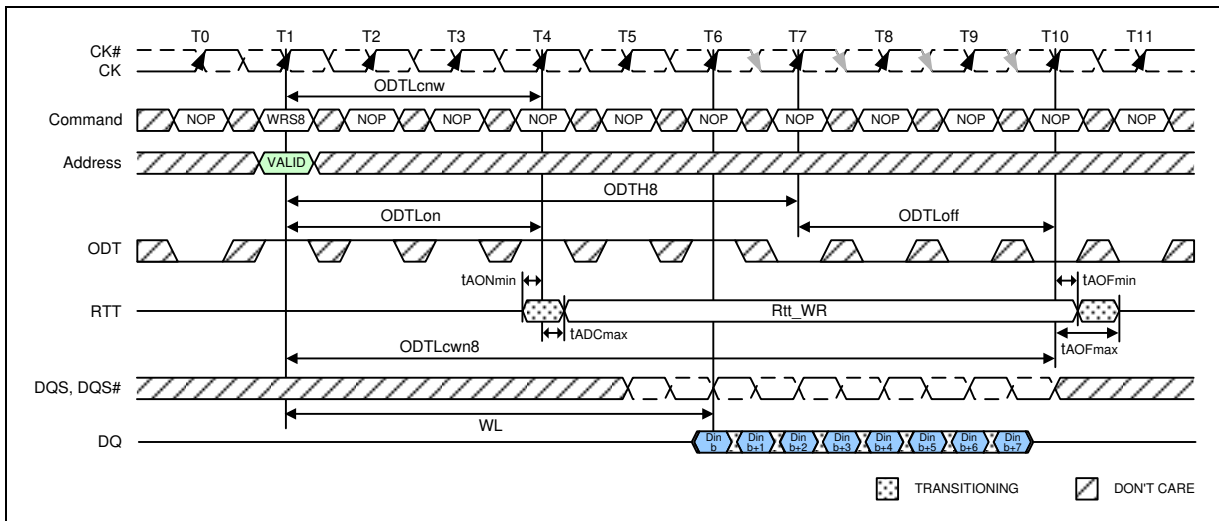 T0 T1 T2 T3 T4 T5 T6 T7 T8 T9 T10 T11
CK#
CK
ODTLcnw
Command NOP WRS8 NOP NOP NOP NOP NOP NOP NOP NOP NOP NOP
Address VALID
ODTH8
ODTLon ODTLoff
ODT
tAONmin tAOFmin
RTT Rtt_WR
tADCmax tAOFmax
ODTLcwn8
DQS, DQS#
WL
DQ Din b Din b+1 Din b+2 Din b+3 Din b+4 Din b+5 Din b+6 Din b+7
TRANSITIONING DON'T CARE